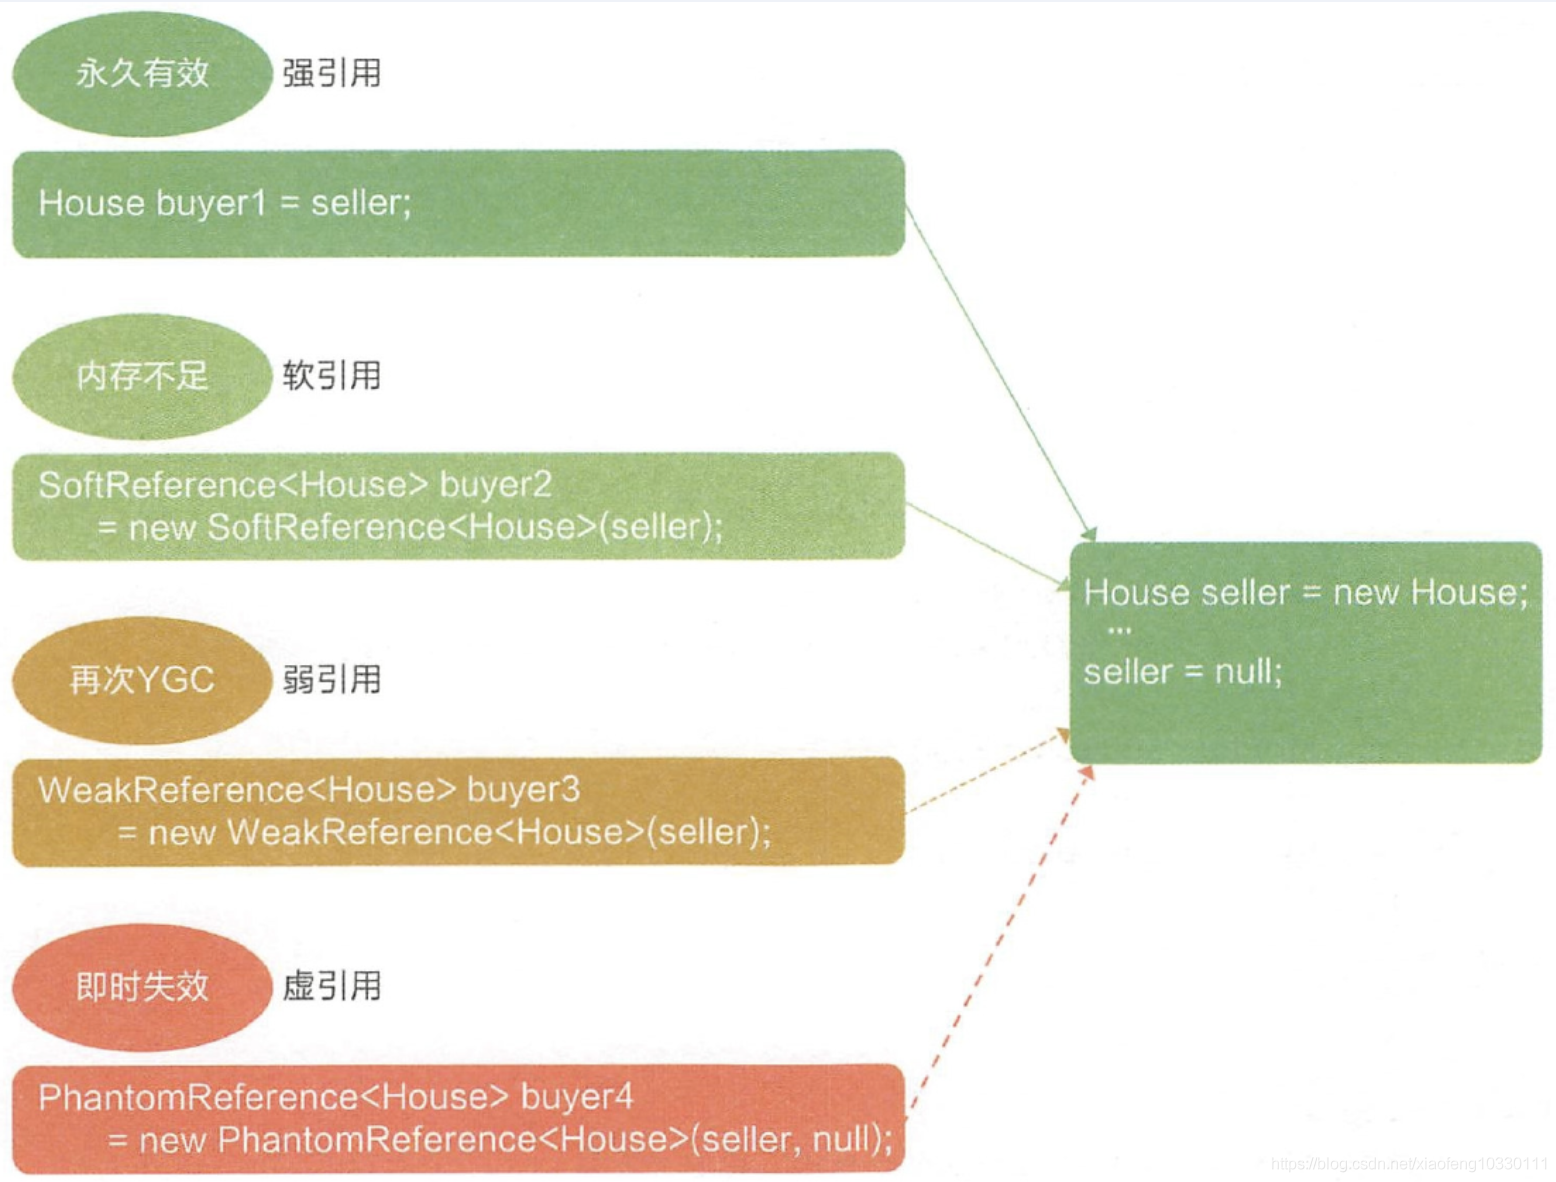 永久有效 强引用
House buyer1 = seller;
内存不足 软引用
SoftReference<House> buyer2
= new SoftReference<House>(seller);
再次YGC 弱引用
WeakReference<House> buyer3
= new WeakReference<House>(seller);
即时失效 虚引用
PhantomReference<House> buyer4
= new PhantomReference<House>(seller, null);
House seller = new House;
...
seller = null;
https://blog.csdn.net/xiaofeng10330111